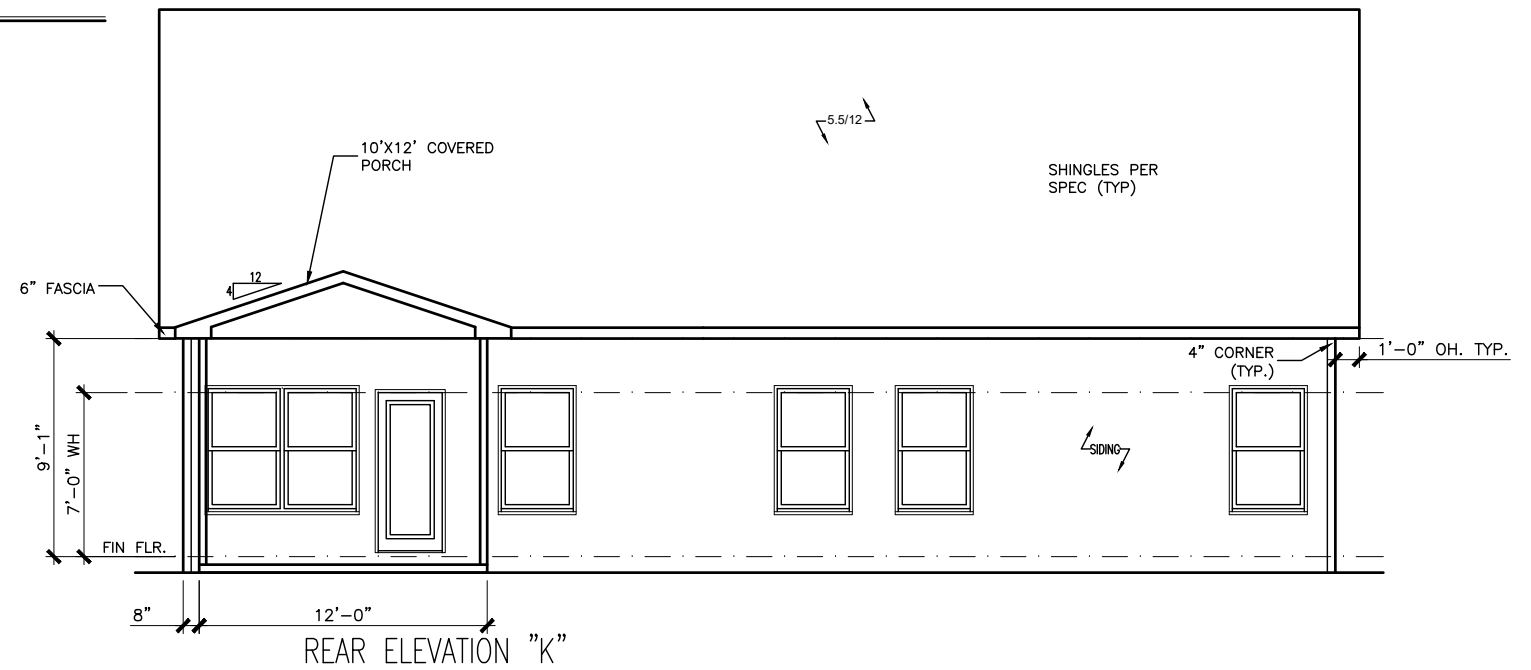 5.5/12
10'X12' COVERED
PORCH
SHINGLES PER
SPEC (TYP)
12
4
6" FASCIA
4" CORNER
(TYP.)
1'-0" OH. TYP.
9'-1"
7'-0" WH
SIDING
FIN FLR.
8"
12'-0"
REAR ELEVATION "K"